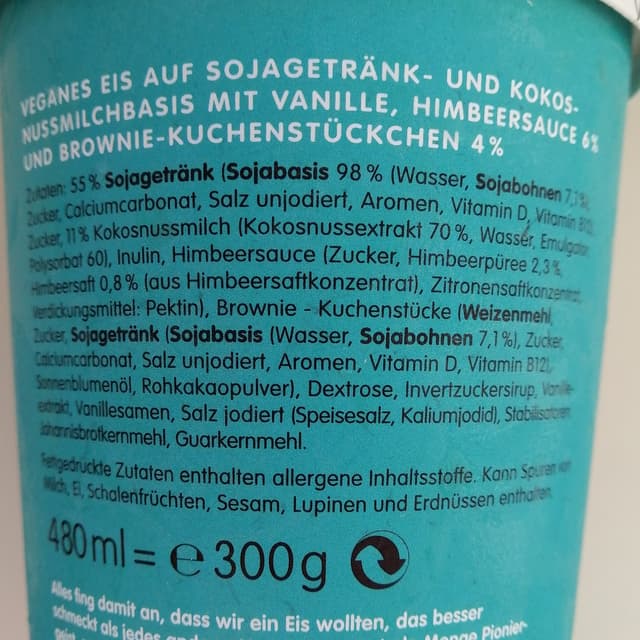 VEGANES EIS AUF SOJAGETRÄNK- UND KOKOS-
NUSSMILCHBASIS MIT VANILLE, HIMBEERSAUCE 6%
UND BROWNIE-KUCHENSTÜCKCHEN 4%
Zutaten: 55% Sojagetränk (Sojabasis 98% (Wasser, Sojabohnen 7,1%),
Zucker, Calciumcarbonat, Salz unjodiert, Aromen, Vitamin D, Vitamin B12),
Zucker, 11% Kokosnussmilch (Kokosnussextrakt 70%, Wasser, Emulgator
Polysorbat 60), Inulin, Himbeersauce (Zucker, Himbeerpüree 2,3%,
Himbeersaft 0,8% (aus Himbeersaftkonzentrat), Zitronensaftkonzentrat,
Verdickungsmittel: Pektin), Brownie - Kuchenstücke (Weizenmehl,
Zucker, Sojagetränk (Sojabasis (Wasser, Sojabohnen 7,1%), Zucker,
Calciumcarbonat, Salz unjodiert, Aromen, Vitamin D, Vitamin B12),
Sonnenblumenöl, Rohkakaopulver), Dextrose, Invertzuckersirup, Vanille-
extrakt, Vanillesamen, Salz jodiert (Speisesalz, Kaliumjodid), Stabilisatoren
Johannisbrotkernmehl, Guarkernmehl.
Fettgedruckte Zutaten enthalten allergene Inhaltsstoffe. Kann Spuren von
Milch, Ei, Schalenfrüchten, Sesam, Lupinen und Erdnüssen enthalten.
480ml = e 300g
Alles fing damit an, dass wir ein Eis wollten, das besser
schmeckt als jedes Menge Pionier-